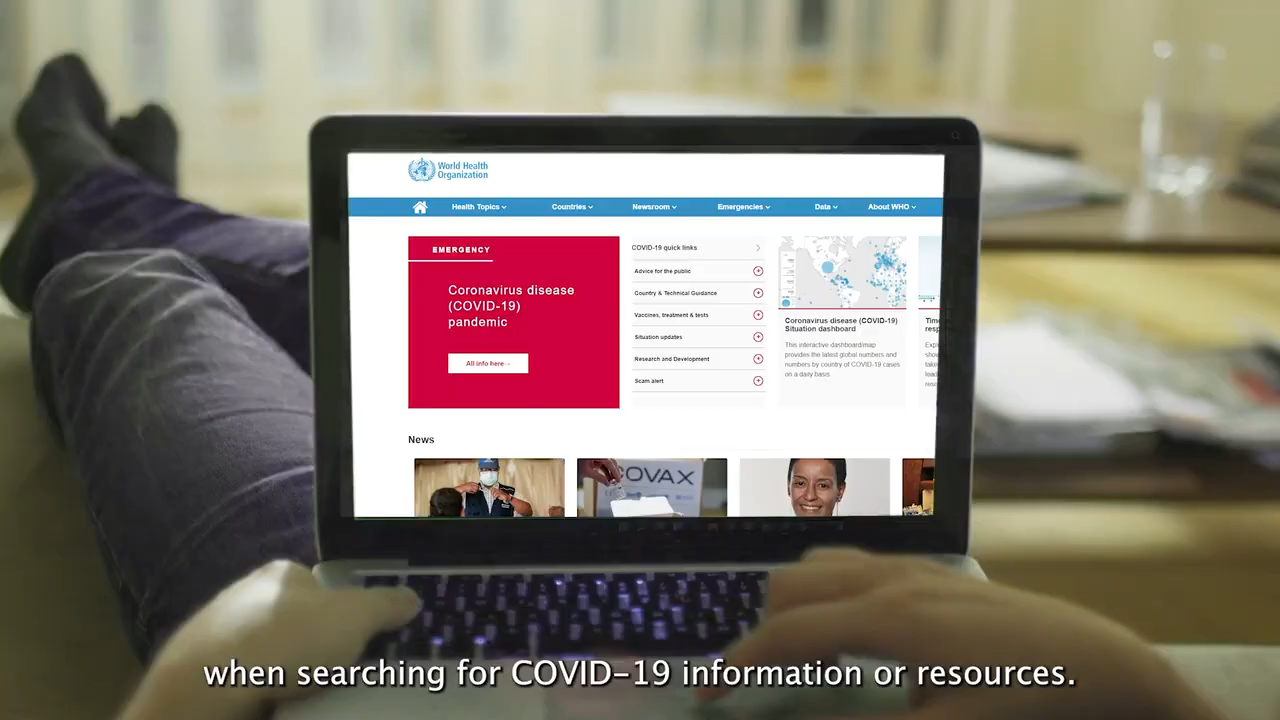 World Health
Organization
Health Topics
Countries
Newsroom
Emergencies
Data
About WHO
EMERGENCY
Coronavirus disease
(COVID-19)
pandemic
All info here
COVID-19 quick links
Advice for the public
Country & Technical Guidance
Vaccines, treatment & tests
Situation updates
Research and Development
Scam alert
Coronavirus disease (COVID-19)
Situation dashboard
This interactive dashboard/map
provides the latest global numbers and
numbers by country of COVID-19 cases
on a daily basis.
News
COVAX
when searching for COVID-19 information or resources.